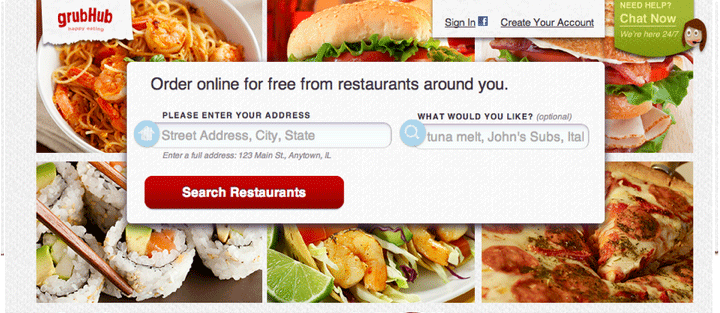 grubHub
happy eating
Sign In
Create Your Account
NEED HELP?
Chat Now
We're here 24/7
Order online for free from restaurants around you.
PLEASE ENTER YOUR ADDRESS
WHAT WOULD YOU LIKE? (optional)
Street Address, City, State
tuna melt, John's Subs, Ital
Enter a full address: 123 Main St., Anytown, IL
Search Restaurants